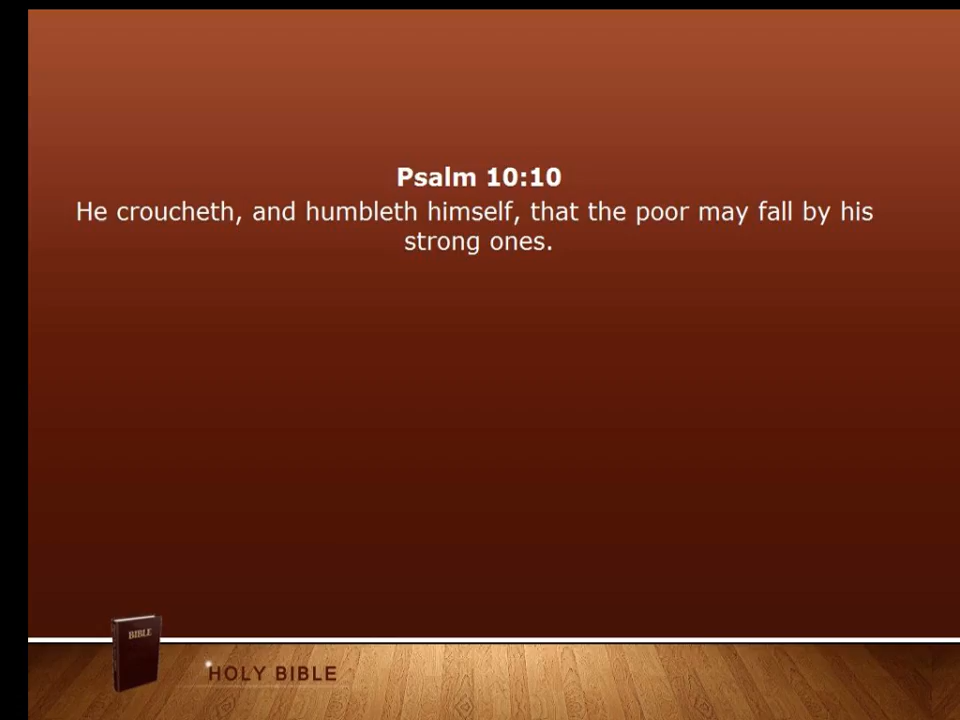 Psalm 10:10
He croucheth, and humbleth himself, that the poor may fall by his
strong ones.
BIBLE
HOLY BIBLE